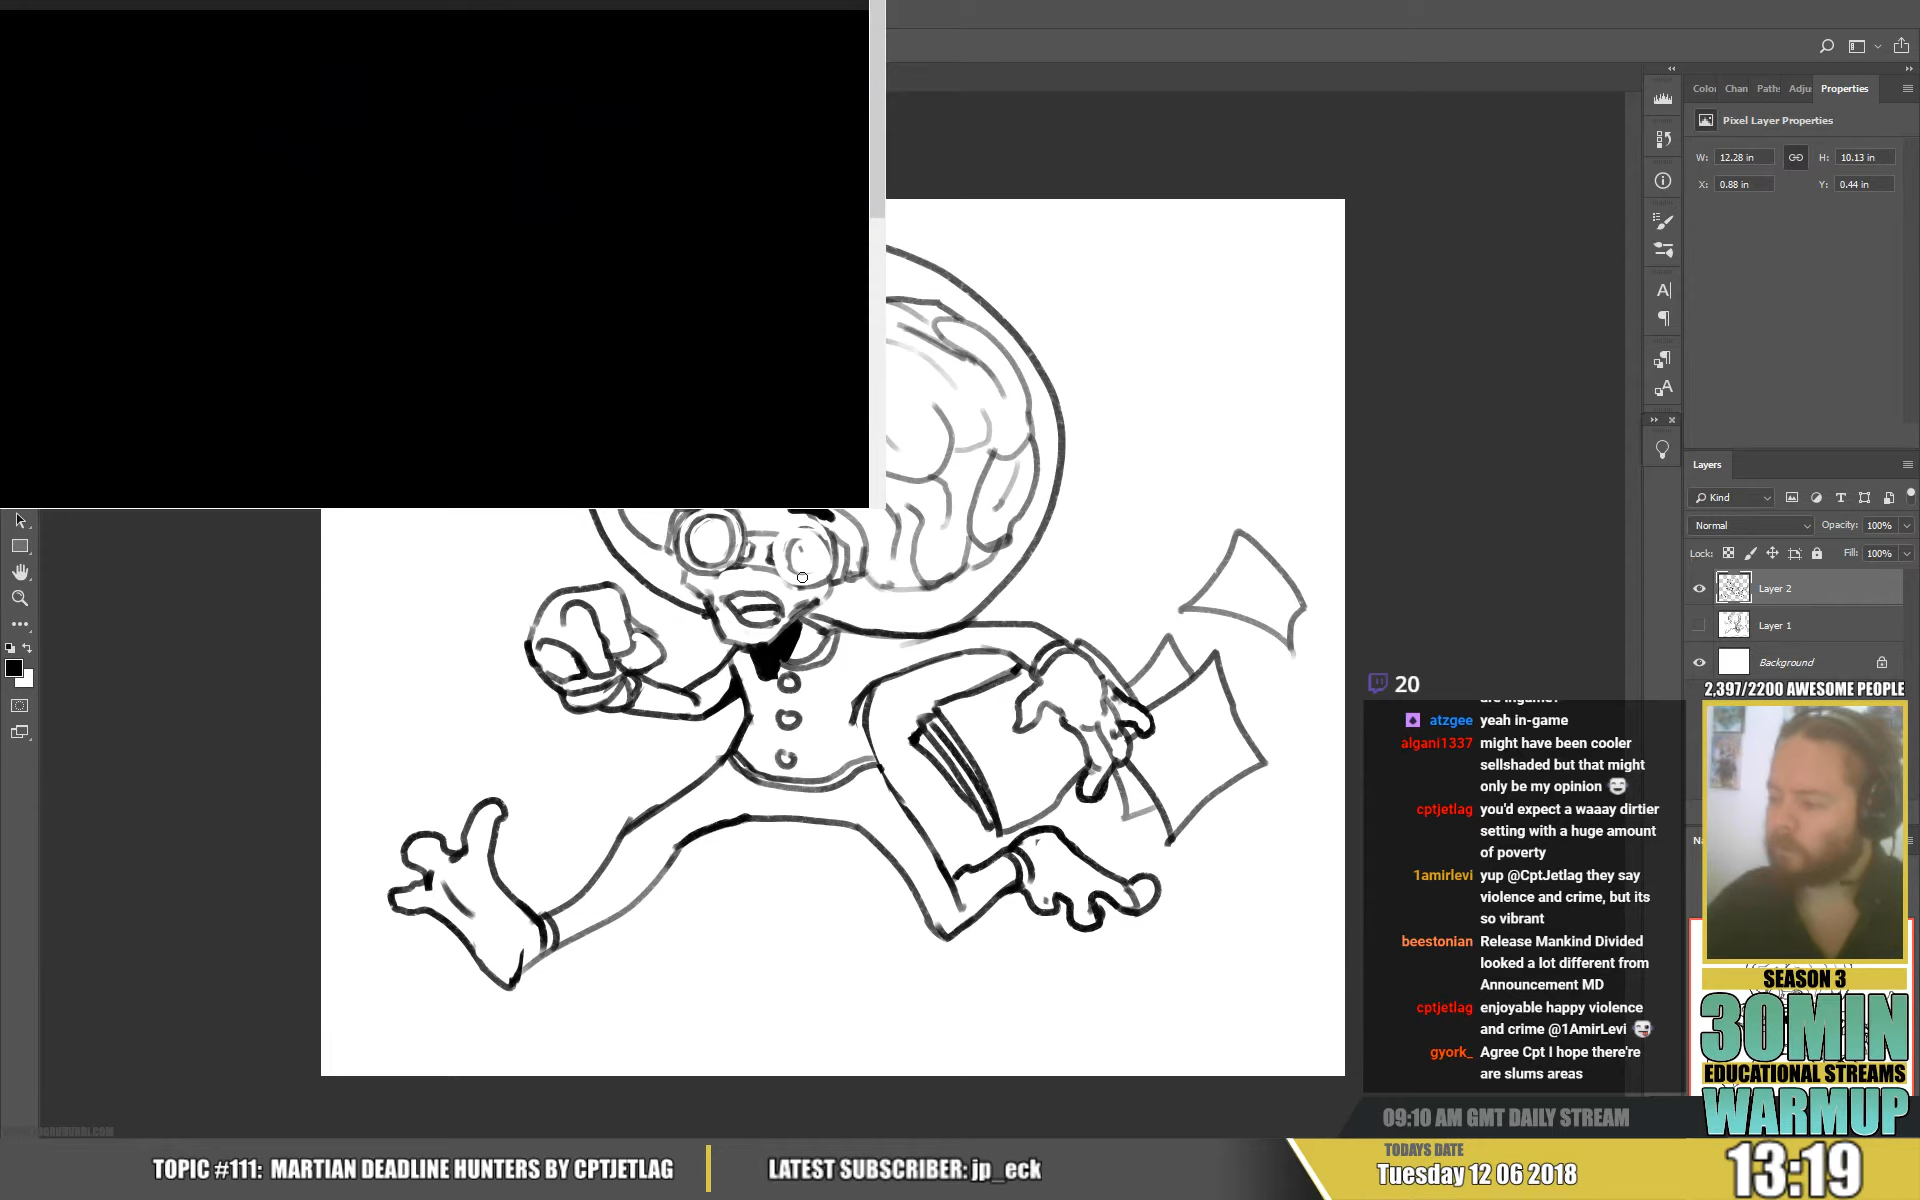 Color Chan Paths Adju Properties
Pixel Layer Properties
W: 12.28 in H: 10.13 in
X: 0.88 in Y: 0.44 in
Layers
Kind
Normal Opacity: 100%
Lock: Fill: 100%
Layer 2
Layer 1
Background
2,397/2200 AWESOME PEOPLE
20
are ingame?
atzgee yeah in-game
algani1337 might have been cooler
sellshaded but that might
only be my opinion
cptjetlag you'd expect a waaay dirtier
setting with a huge amount
of poverty
1amirlevi yup @CptJetlag they say
violence and crime, but its
so vibrant
beestonian Release Mankind Divided
looked a lot different from
Announcement MD
cptjetlag enjoyable happy violence
and crime @1AmirLevi
gyork_ Agree Cpt I hope there're
are slums areas
SEASON 3
30MIN
EDUCATIONAL STREAMS
WARMUP
09:10 AM GMT DAILY STREAM
TOPIC #111: MARTIAN DEADLINE HUNTERS BY CPTJETLAG
LATEST SUBSCRIBER: jp_eck
TODAYS DATE
Tuesday 12 06 2018
13:19